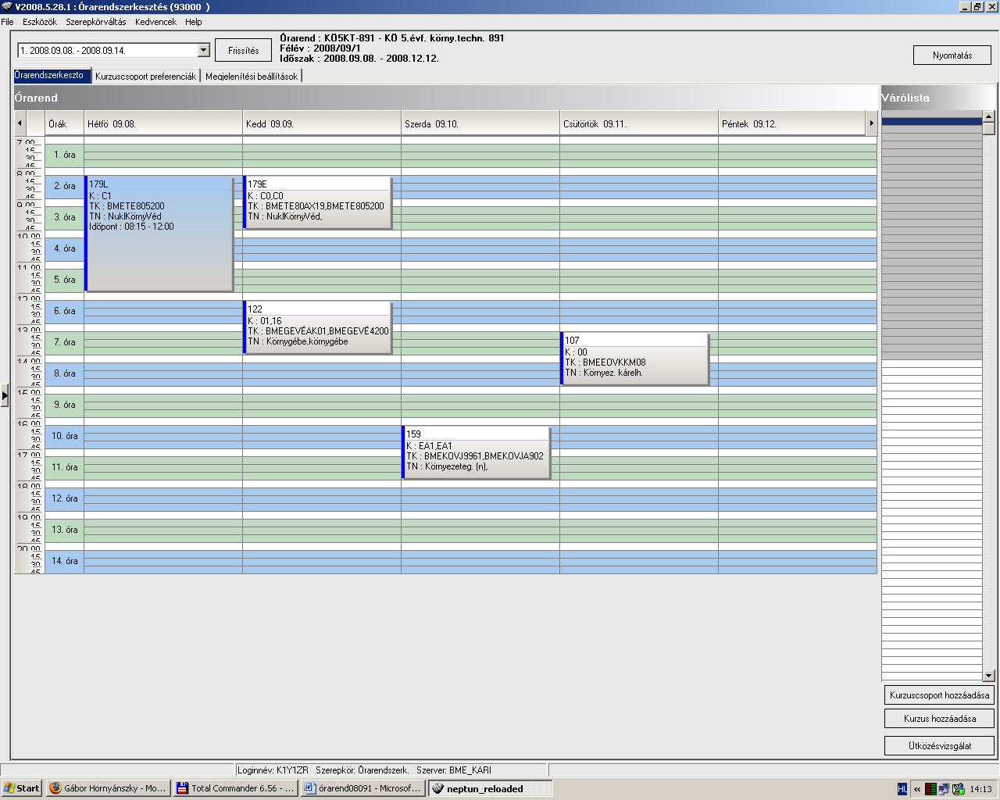 V2008.5.28.1 : Órarendszerkesztés (93000  )
File Eszközök Szerepkörváltás Kedvencek Help
1. 2008.09.08. - 2008.09.14.
Frissítés
Órarend : KÖ5KT-891 - KÖ 5.évf. körny.techn. 891
Félév : 2008/09/1
Időszak : 2008.09.08. - 2008.12.12.
Nyomtatás
Órarendszerkeszto Kurzuscsoport preferenciák Megjelenítési beállítások
Órarend
Várólista
Órák Hétfő 09.08. Kedd 09.09. Szerda 09.10. Csütörtök 09.11. Péntek 09.12.
7 00
15
30
45
1. óra
8 00
15
30
45
2. óra
179L
K : C1
TK : BMETE805200
TN : NuklKörnyVéd
Időpont : 08:15 - 12:00
179E
K : C0,C0
TK : BMETE80AX19,BMETE805200
TN : NuklKörnyVéd,
9 00
15
30
45
3. óra
10 00
15
30
45
4. óra
11 00
15
30
45
5. óra
12 00
15
30
45
6. óra
122
K : 01,16
TK : BMEGEVÉAK01,BMEGEVÉ4200
TN : Környgébe,környgébe
13 00
15
30
45
7. óra
107
K : 00
TK : BMEEOVKKM08
TN : Környez. kárelh.
14 00
15
30
45
8. óra
15 00
15
30
45
9. óra
16 00
15
30
45
10. óra
159
K : EA1,EA1
TK : BMEKOVJ9961,BMEKOVJA902
TN : Környezeteg. (n),
17 00
15
30
45
11. óra
18 00
15
30
45
12. óra
19 00
15
30
45
13. óra
20 00
15
30
45
14. óra
Kurzuscsoport hozzáadása
Kurzus hozzáadása
Ütközésvizsgálat
Loginnév: K1Y1ZR Szerepkör: Órarendszerk. Szerver: BME_KARI
Start Gábor Hornyánszky - Mo... Total Commander 6.56 - ... órarend08091 - Microsof... neptun_reloaded HU « 14:13